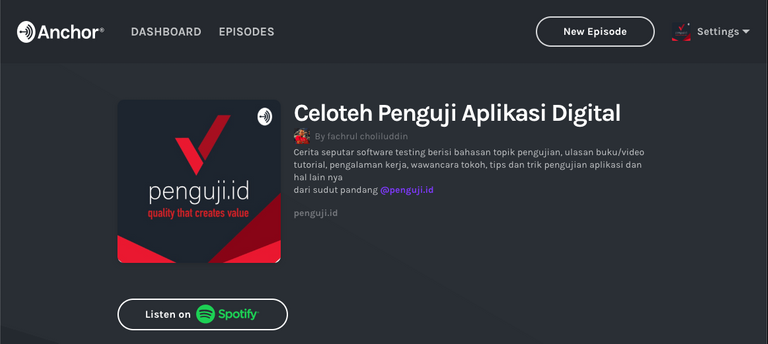 Anchor®
DASHBOARD
EPISODES
New Episode
Settings
penguji.id
quality that creates value
Celoteh Penguji Aplikasi Digital
By fachrul choliluddin
Cerita seputar software testing berisi bahasan topik pengujian, ulasan buku/video
tutorial, pengalaman kerja, wawancara tokoh, tips dan trik pengujian aplikasi dan
hal lain nya
dari sudut pandang @penguji.id
penguji.id
Listen on Spotify